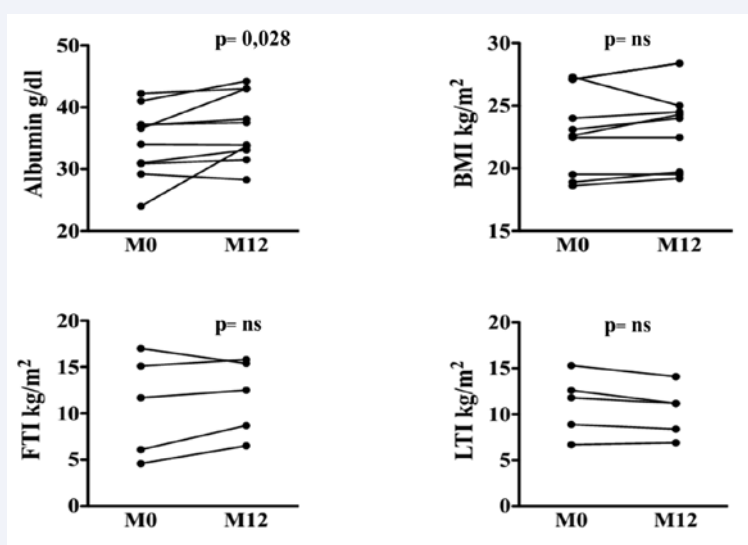 p= 0,028
Albumin g/dl
50
40
30
20
M0 M12
p= ns
BMI kg/m²
30
25
20
15
M0 M12
p= ns
FTI kg/m²
20
15
10
5
0
M0 M12
p= ns
LTI kg/m²
20
15
10
5
0
M0 M12